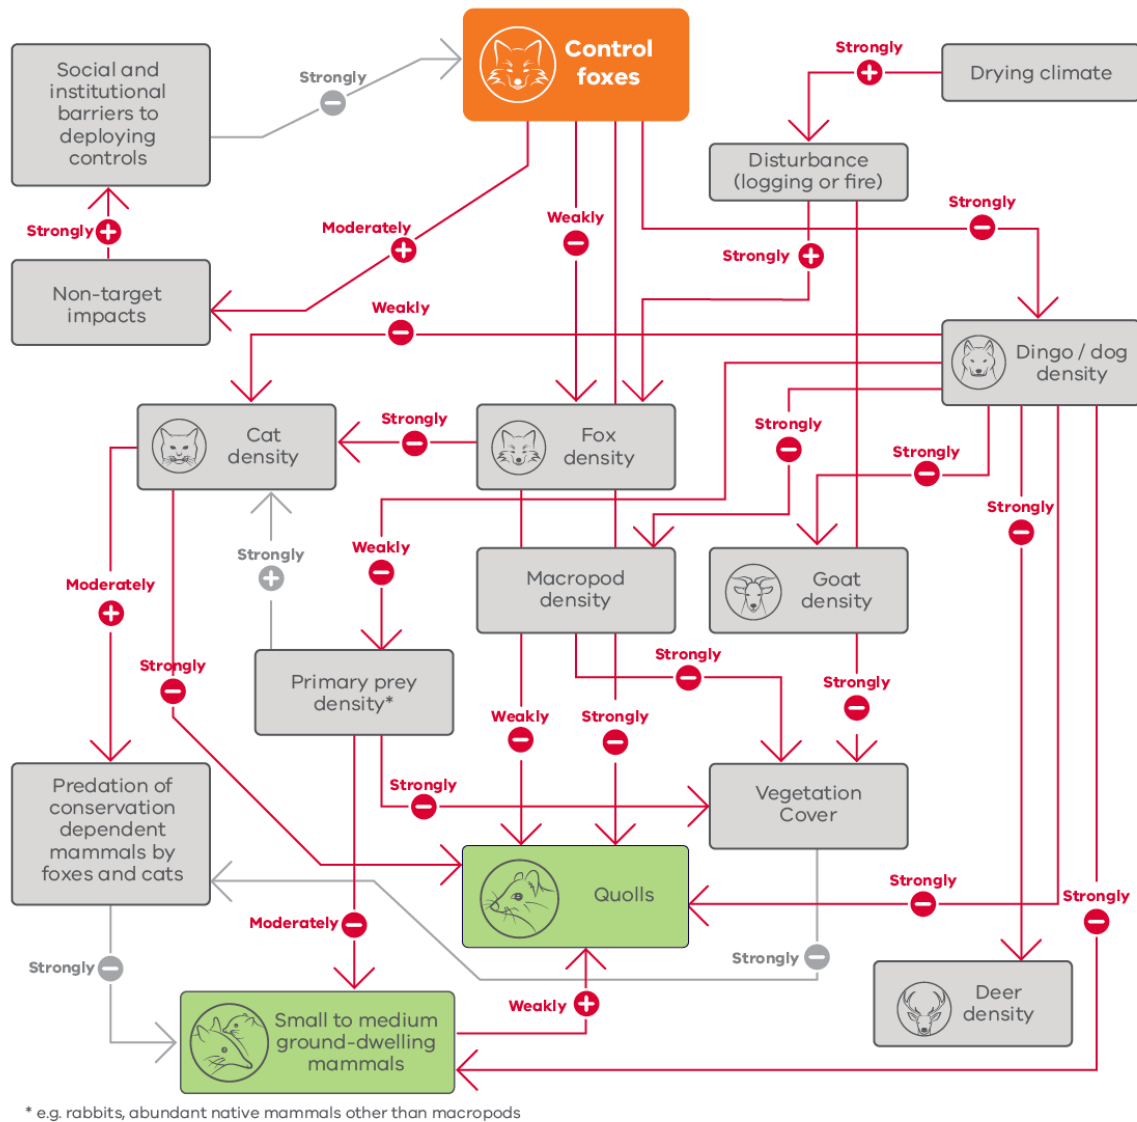 Control
foxes
Social and
institutional
barriers to
deploying
controls
Strongly
Strongly
Drying climate
Disturbance
(logging or fire)
Strongly
Moderately
Weakly
Strongly
Strongly
Non-target
impacts
Weakly
Dingo / dog
density
Cat
density
Strongly
Fox
density
Strongly
Strongly
Strongly
Strongly
Weakly
Moderately
Macropod
density
Goat
density
Strongly
Strongly
Primary prey
density*
Strongly
Weakly
Strongly
Strongly
Predation of
conservation
dependent
mammals by
foxes and cats
Vegetation
Cover
Quolls
Strongly
Strongly
Moderately
Strongly
Strongly
Weakly
Deer
density
Small to medium
ground-dwelling
mammals
* e.g. rabbits, abundant native mammals other than macropods